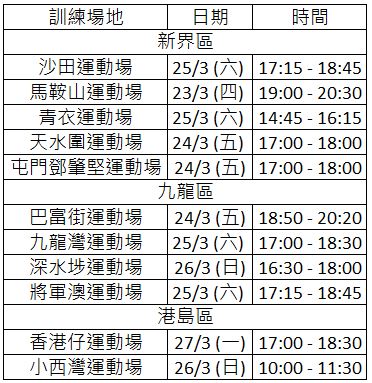 訓練場地 日期 時間
新界區
沙田運動場 25/3 (六) 17:15 - 18:45
馬鞍山運動場 23/3 (四) 19:00 - 20:30
青衣運動場 25/3 (六) 14:45 - 16:15
天水圍運動場 24/3 (五) 17:00 - 18:00
屯門鄧肇堅運動場 24/3 (五) 17:00 - 18:00
九龍區
巴富街運動場 24/3 (五) 18:50 - 20:20
九龍灣運動場 25/3 (六) 17:00 - 18:30
深水埗運動場 26/3 (日) 16:30 - 18:00
將軍澳運動場 25/3 (六) 17:15 - 18:45
港島區
香港仔運動場 27/3 (一) 17:00 - 18:30
小西灣運動場 26/3 (日) 10:00 - 11:30